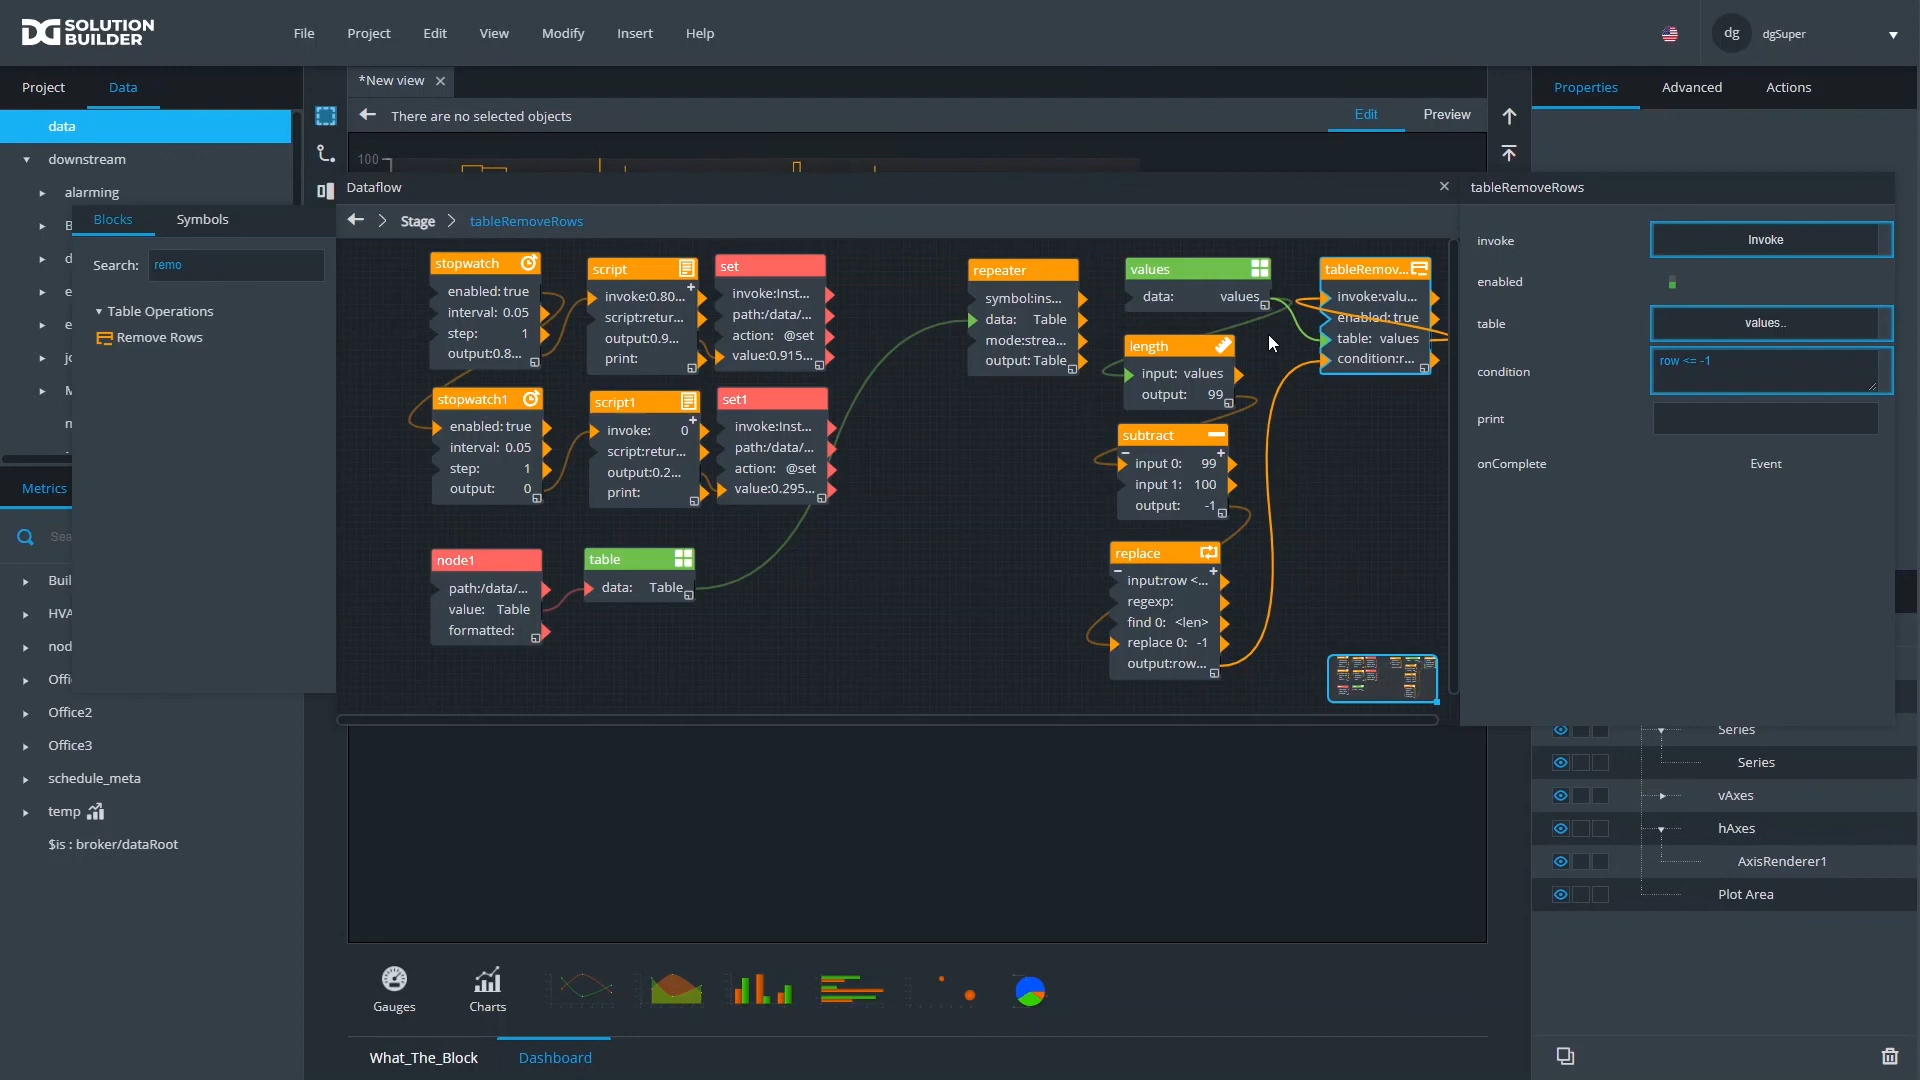 DG SOLUTION BUILDER
File
Project
Edit
View
Modify
Insert
Help
dg
dgSuper
Project
Data
*New view
There are no selected objects
Edit
Preview
Properties
Advanced
Actions
data
downstream
alarming
B
d
e
e
jc
M
100
Dataflow
Stage
tableRemoveRows
Blocks
Symbols
Search:
remo
Table Operations
Remove Rows
stopwatch
enabled: true
interval: 0.05
step: 1
output:0.8...
script
invoke:0.80...
script:retur...
output:0.9...
print:
set
invoke:Inst...
path:/data/...
action: @set
value:0.915...
stopwatch1
enabled: true
interval: 0.05
step: 1
output: 0
script1
invoke: 0
script:retur...
output:0.2...
print:
set1
invoke:Inst...
path:/data/...
action: @set
value:0.295...
node1
path:/data/...
value: Table
formatted:
table
data: Table
repeater
symbol:ins...
data: Table
mode:strea...
output: Table
values
data: values
length
input: values
output: 99
subtract
input 0: 99
input 1: 100
output: -1
replace
input:row <...
regexp:
find 0: <len>
replace 0: -1
output:row...
tableRemov...
invoke:valu...
enabled: true
table: values
condition:r...
tableRemoveRows
invoke
Invoke
enabled
table
values..
condition
row <= -1
print
onComplete
Event
Metrics
Sea
Buil
HVA
nod
Offi
Office2
Office3
schedule_meta
temp
$is : broker/dataRoot
Series
Series
vAxes
hAxes
AxisRenderer1
Plot Area
Gauges
Charts
What_The_Block
Dashboard